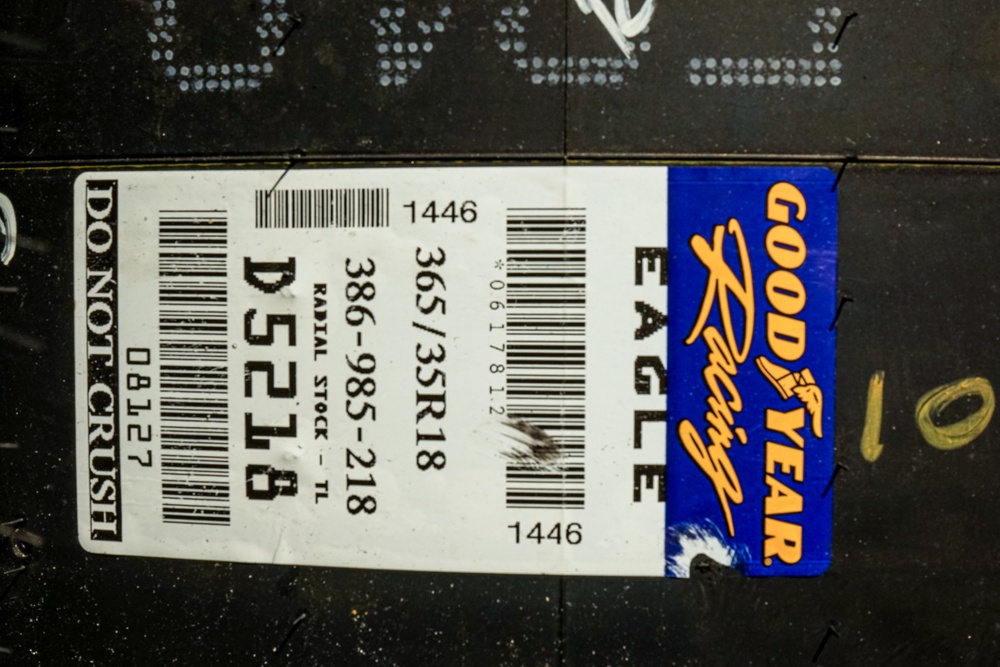 GOODYEAR
Racing
EAGLE
1446
*0617812
1446
365/35R18
386-985-218
RADIAL STOCK - TL
D5218
08127
DO NOT CRUSH
10